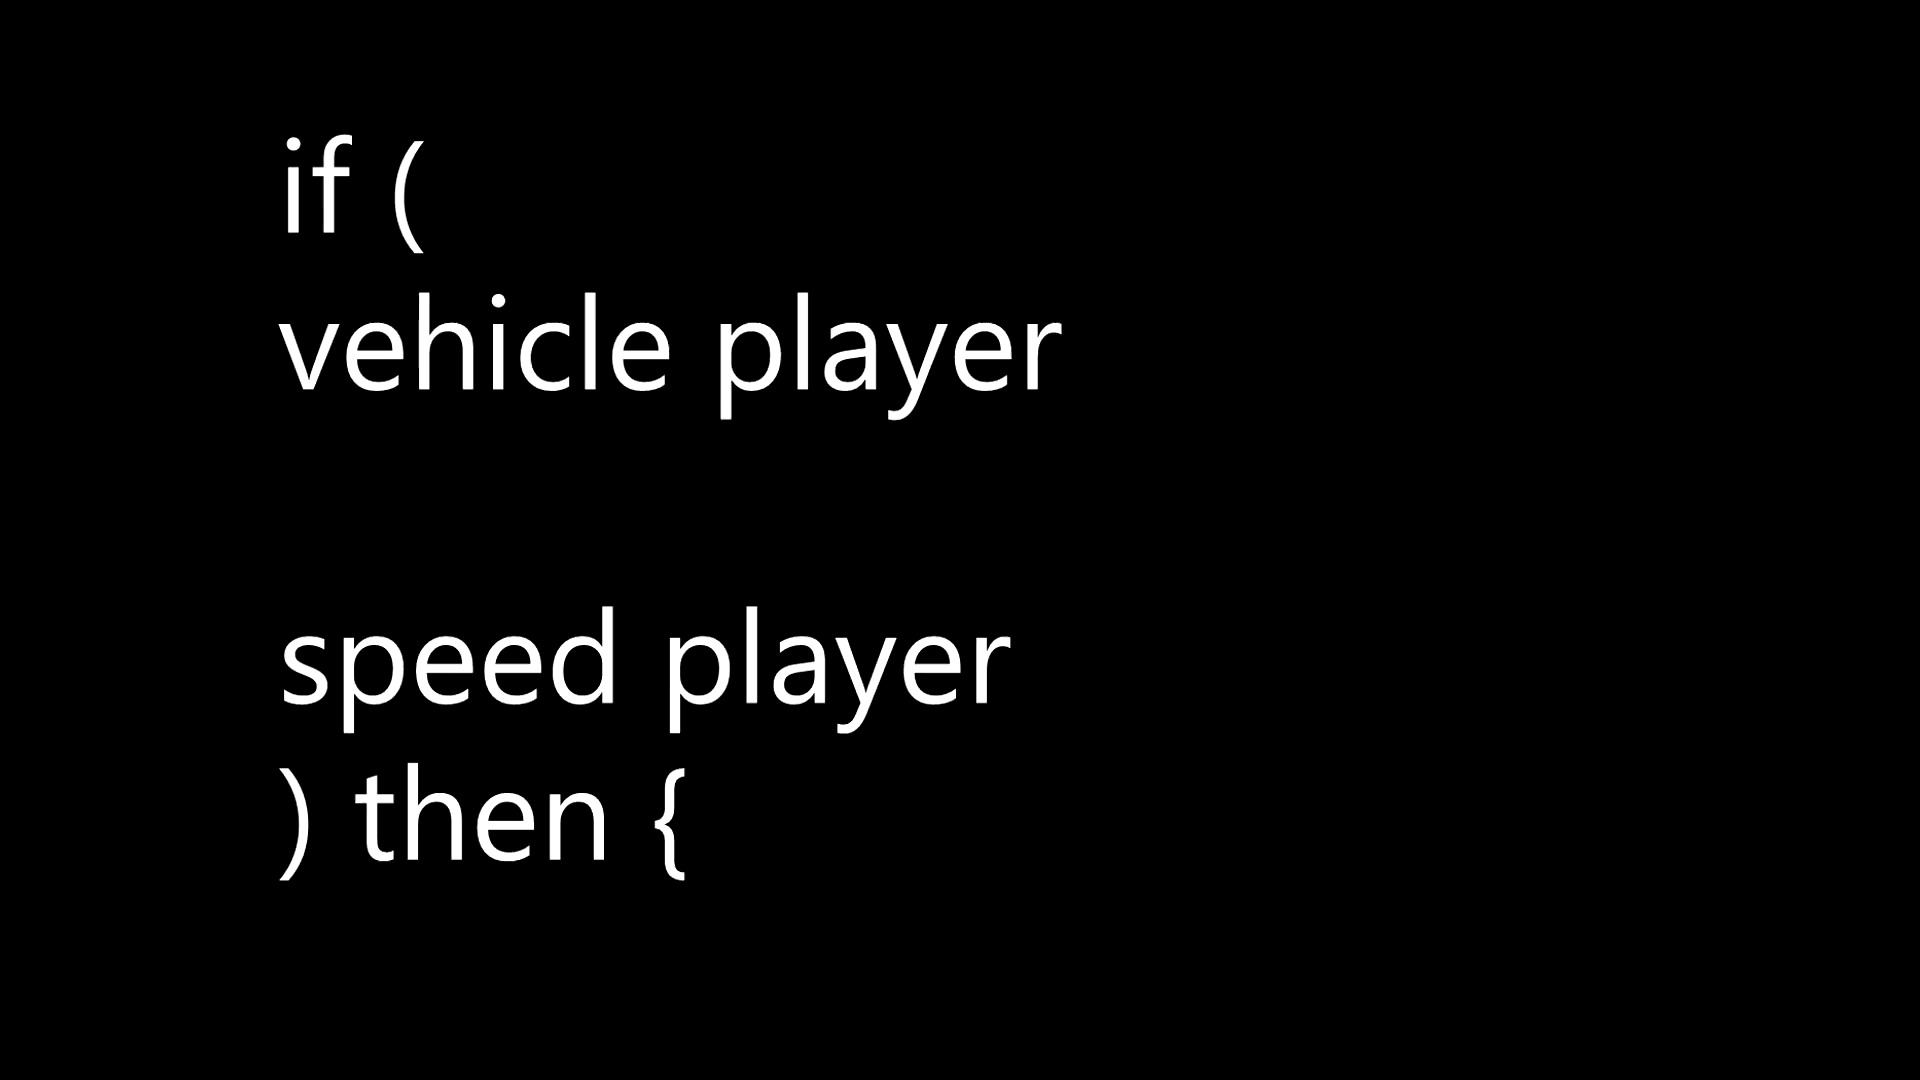 if (
vehicle player
speed player
) then {